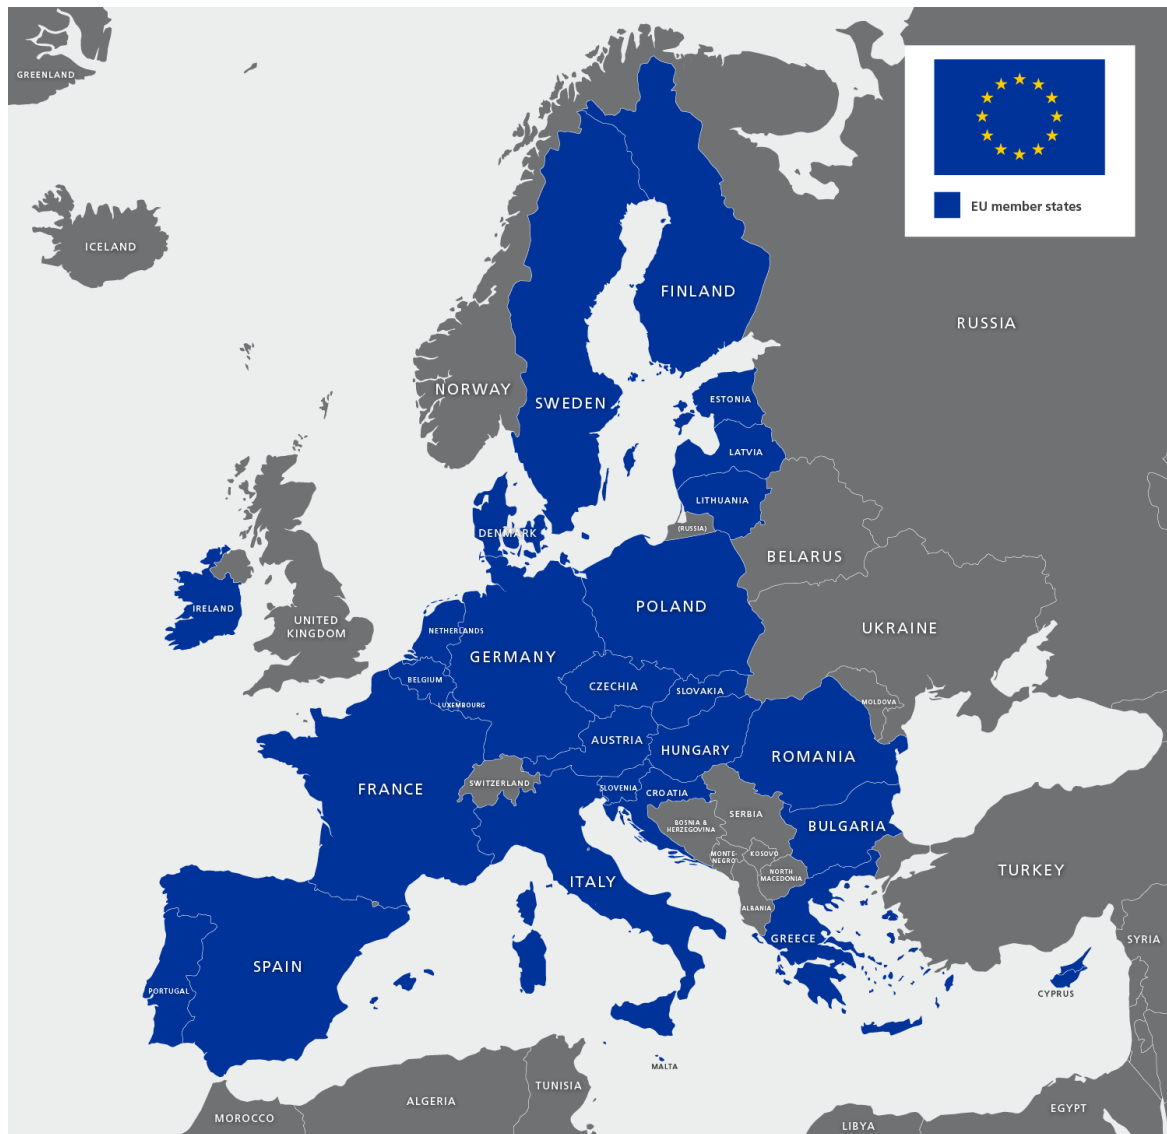 GREENLAND
EU member states
ICELAND
FINLAND
RUSSIA
NORWAY
SWEDEN
ESTONIA
LATVIA
LITHUANIA
(RUSSIA)
DENMARK
BELARUS
IRELAND
POLAND
UNITED
KINGDOM
NETHERLANDS
UKRAINE
GERMANY
BELGIUM
CZECHIA
SLOVAKIA
LUXEMBOURG
MOLDOVA
AUSTRIA
HUNGARY
ROMANIA
SWITZERLAND
FRANCE
SLOVENIA
CROATIA
SERBIA
BOSNIA &
HERZEGOVINA
BULGARIA
MONTE-
NEGRO
KOSOVO
NORTH
MACEDONIA
TURKEY
ITALY
ALBANIA
GREECE
SYRIA
SPAIN
PORTUGAL
CYPRUS
MALTA
TUNISIA
ALGERIA
EGYPT
MOROCCO
LIBYA